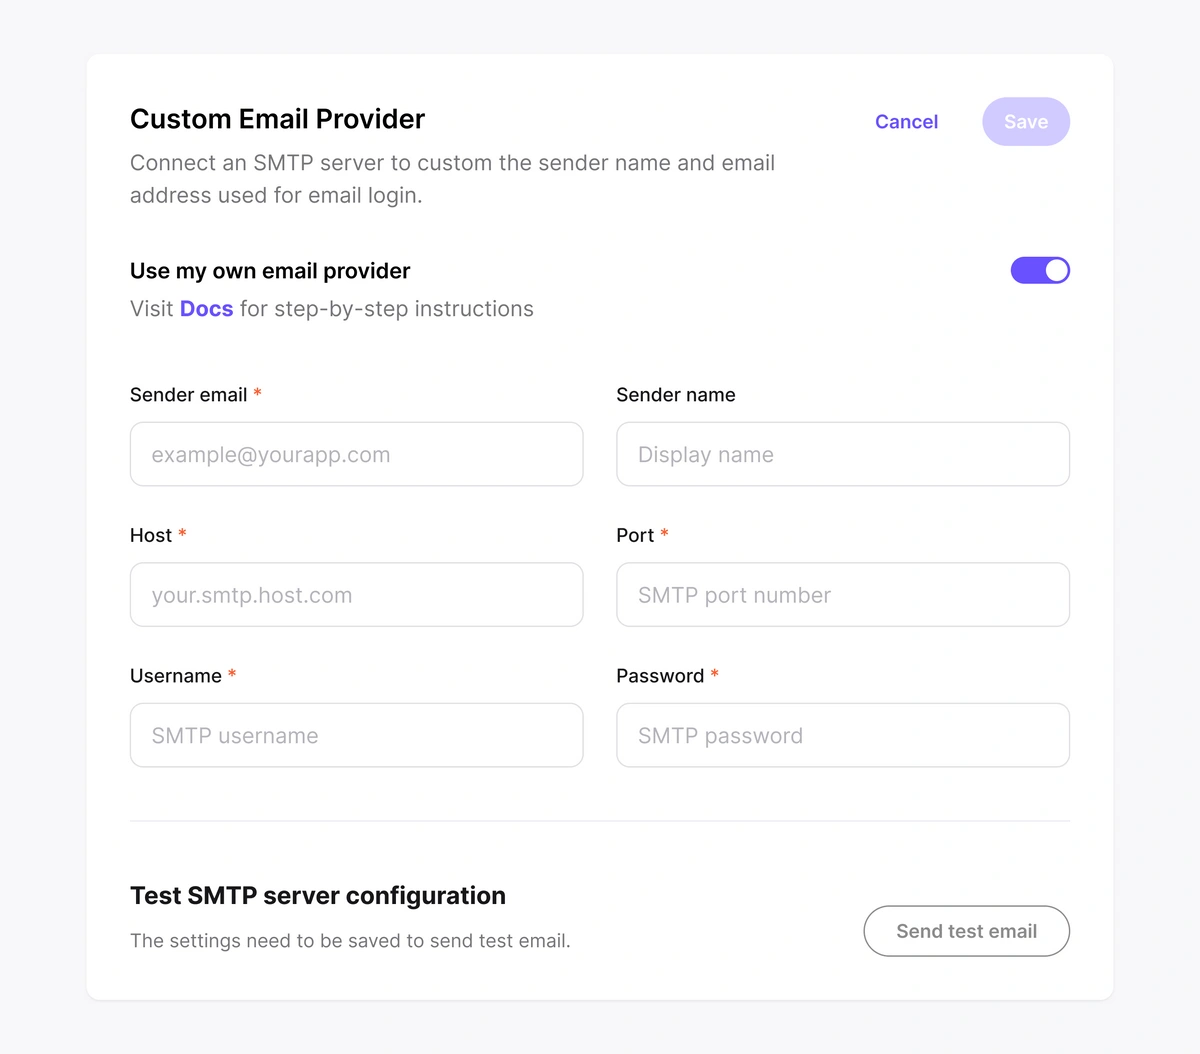 Custom Email Provider
Cancel
Save
Connect an SMTP server to custom the sender name and email
address used for email login.
Use my own email provider
Visit Docs for step-by-step instructions
Sender email *
Sender name
example@yourapp.com
Display name
Host *
Port *
your.smtp.host.com
SMTP port number
Username *
Password *
SMTP username
SMTP password
Test SMTP server configuration
The settings need to be saved to send test email.
Send test email